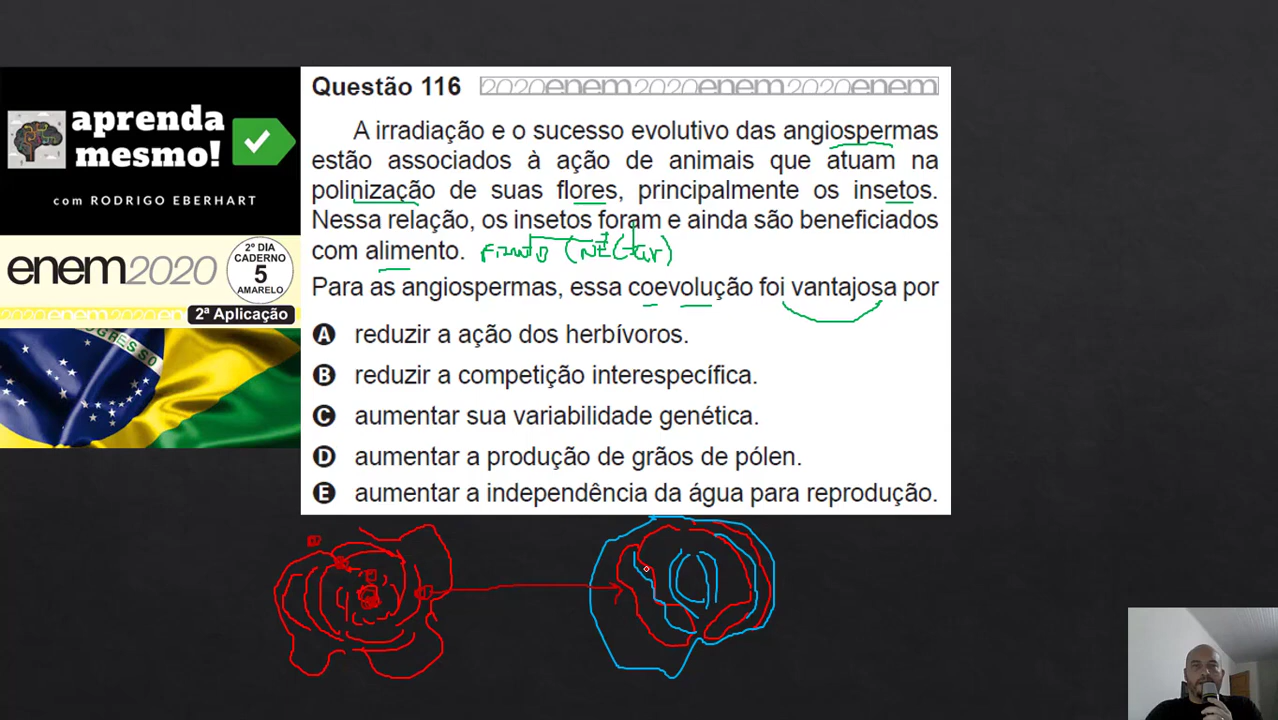 aprenda
mesmo!
com RODRIGO EBERHART
enem2020
2º DIA
CADERNO
5
AMARELO
2ª Aplicação
Questão 116
2020enem2020enem2020enem
A irradiação e o sucesso evolutivo das angiospermas
estão associados à ação de animais que atuam na
polinização de suas flores, principalmente os insetos.
Nessa relação, os insetos foram e ainda são beneficiados
com alimento.
Para as angiospermas, essa coevolução foi vantajosa por
A reduzir a ação dos herbívoros.
B reduzir a competição interespecífica.
C aumentar sua variabilidade genética.
D aumentar a produção de grãos de pólen.
E aumentar a independência da água para reprodução.